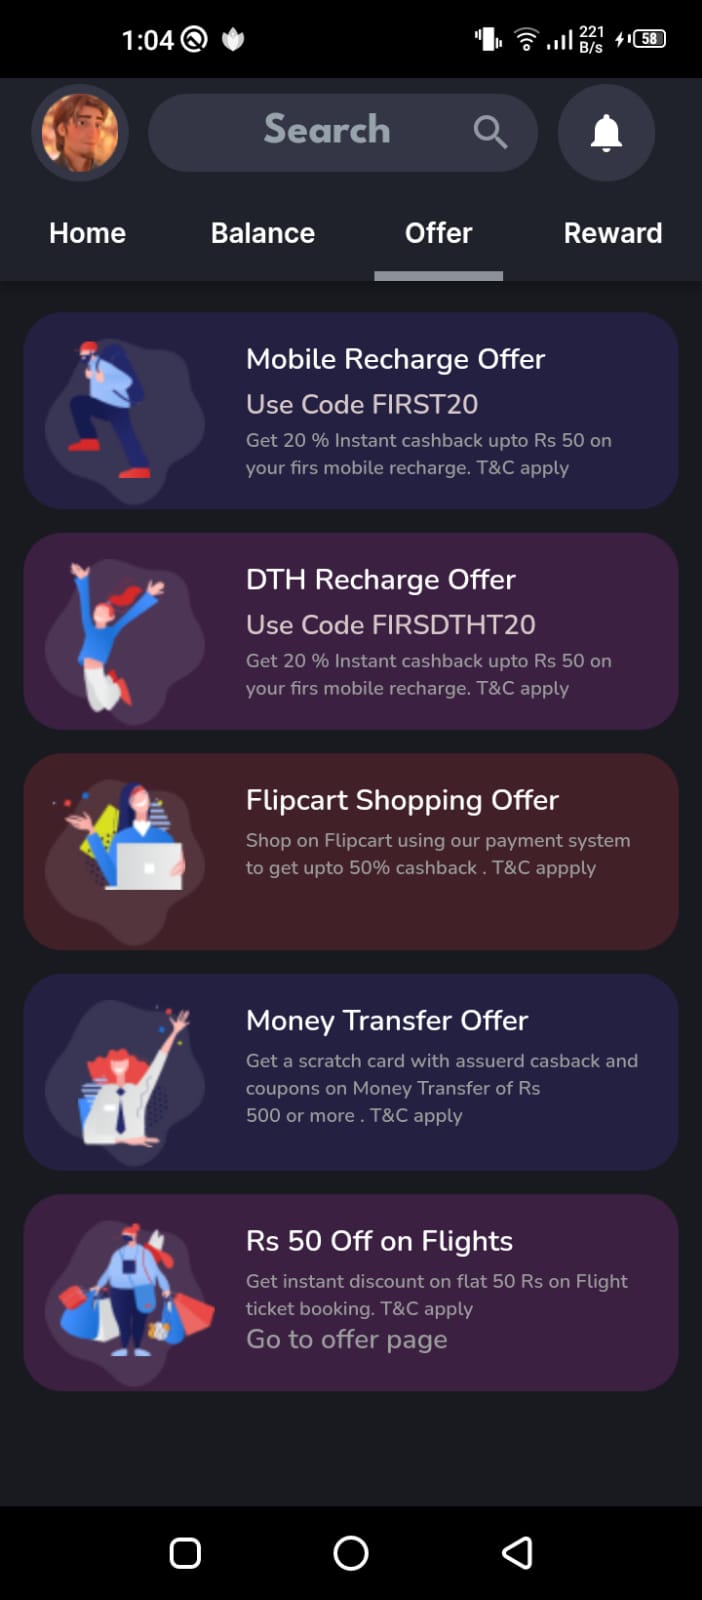 1:04
221
B/s
58
Search
Home Balance Offer Reward
Mobile Recharge Offer
Use Code FIRST20
Get 20 % Instant cashback upto Rs 50 on
your firs mobile recharge. T&C apply
DTH Recharge Offer
Use Code FIRSDTHT20
Get 20 % Instant cashback upto Rs 50 on
your firs mobile recharge. T&C apply
Flipcart Shopping Offer
Shop on Flipcart using our payment system
to get upto 50% cashback . T&C appply
Money Transfer Offer
Get a scratch card with assuerd casback and
coupons on Money Transfer of Rs
500 or more . T&C apply
Rs 50 Off on Flights
Get instant discount on flat 50 Rs on Flight
ticket booking. T&C apply
Go to offer page